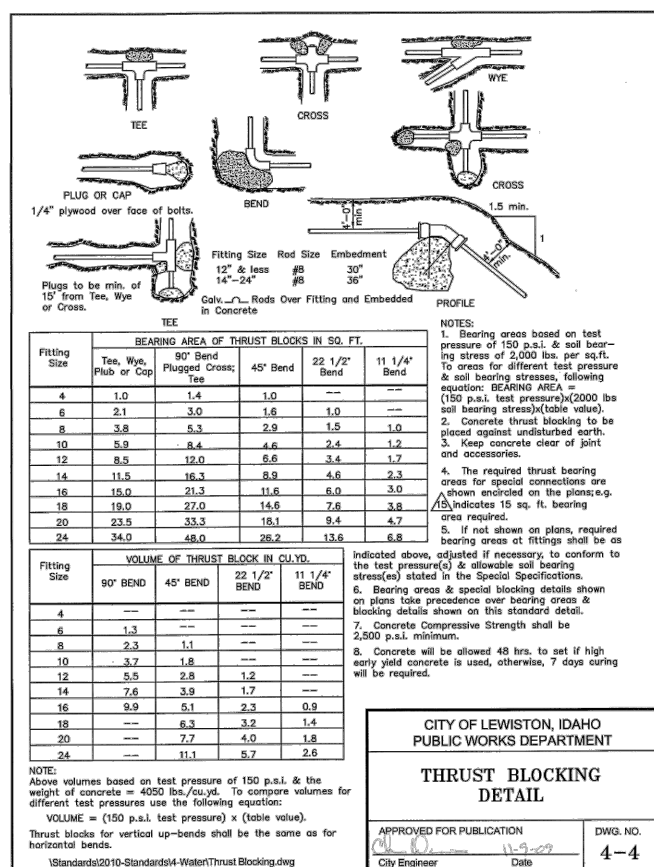 TEE
CROSS
WYE
PLUG OR CAP
1/4" plywood over face of bolts.
BEND
CROSS
4'-0"
min
1.5 min.
1
4'-0"
min.
PROFILE
Plugs to be min. of
15' from Tee, Wye
or Cross.
TEE
Fitting Size Rod Size Embedment
12" & less #8 30"
14"-24" #8 36"
Galv. Rods Over Fitting and Embedded
in Concrete
BEARING AREA OF THRUST BLOCKS IN SQ. FT.
Fitting Size Tee, Wye, Plub or Cap 90° Bend Plugged Cross; Tee 45° Bend 22 1/2° Bend 11 1/4° Bend
4 1.0 1.4 1.0 -- --
6 2.1 3.0 1.6 1.0 --
8 3.8 5.3 2.9 1.5 1.0
10 5.9 8.4 4.6 2.4 1.2
12 8.5 12.0 6.6 3.4 1.7
14 11.5 16.3 8.9 4.6 2.3
16 15.0 21.3 11.6 6.0 3.0
18 19.0 27.0 14.6 7.6 3.8
20 23.5 33.3 18.1 9.4 4.7
24 34.0 48.0 26.2 13.6 6.8
VOLUME OF THRUST BLOCK IN CU.YD.
Fitting Size 90° BEND 45° BEND 22 1/2° BEND 11 1/4° BEND
4 -- -- -- --
6 1.3 -- -- --
8 2.3 1.1 -- --
10 3.7 1.8 -- --
12 5.5 2.8 1.2 --
14 7.6 3.9 1.7 --
16 9.9 5.1 2.3 0.9
18 -- 6.3 3.2 1.4
20 -- 7.7 4.0 1.8
24 -- 11.1 5.7 2.6
NOTE:
Above volumes based on test pressure of 150 p.s.i. & the
weight of concrete = 4050 lbs./cu.yd. To compare volumes for
different test pressures use the following equation:
VOLUME = (150 p.s.i. test pressure) x (table value).
Thrust blocks for vertical up-bends shall be the same as for
horizontal bends.
\Standards\2010-Standards\4-Water\Thrust Blocking.dwg
NOTES:
1. Bearing areas based on test
pressure of 150 p.s.i. & soil bear-
ing stress of 2,000 lbs. per sq.ft.
To areas for different test pressure
& soil bearing stresses, following
equation: BEARING AREA =
(150 p.s.i. test pressure)x(2000 lbs
soil bearing stress)x(table value).
2. Concrete thrust blocking to be
placed against undisturbed earth.
3. Keep concrete clear of joint
and accessories.
4. The required thrust bearing
areas for special connections are
shown encircled on the plans; e.g.
15 indicates 15 sq. ft. bearing
area required.
5. If not shown on plans, required
bearing areas at fittings shall be as
indicated above, adjusted if necessary, to conform to
the test pressure(s) & allowable soil bearing
stress(es) stated in the Special Specifications.
6. Bearing areas & special blocking details shown
on plans take precedence over bearing areas &
blocking details shown on this standard detail.
7. Concrete Compressive Strength shall be
2,500 p.s.i. minimum.
8. Concrete will be allowed 48 hrs. to set if high
early yield concrete is used, otherwise, 7 days curing
will be required.
CITY OF LEWISTON, IDAHO
PUBLIC WORKS DEPARTMENT
THRUST BLOCKING
DETAIL
APPROVED FOR PUBLICATION
11-9-09
City Engineer Date
DWG. NO.
4-4